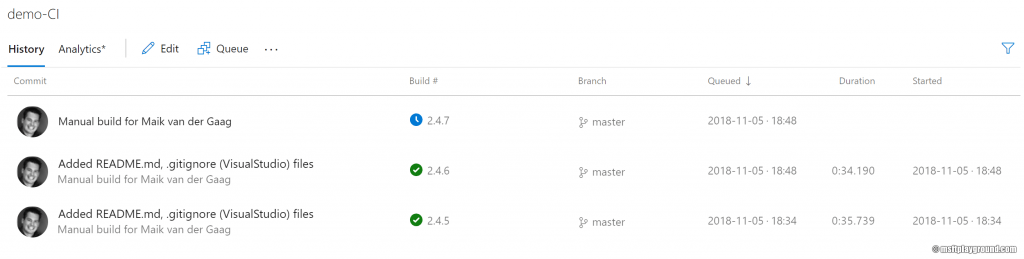 demo-CI
History Analytics* Edit Queue ...
Commit Build # Branch Queued ↓ Duration Started
Manual build for Maik van der Gaag 2.4.7 master 2018-11-05 · 18:48
Added README.md, .gitignore (VisualStudio) files
Manual build for Maik van der Gaag 2.4.6 master 2018-11-05 · 18:48 0:34.190 2018-11-05 · 18:48
Added README.md, .gitignore (VisualStudio) files
Manual build for Maik van der Gaag 2.4.5 master 2018-11-05 · 18:34 0:35.739 2018-11-05 · 18:34
@msftplayground.com